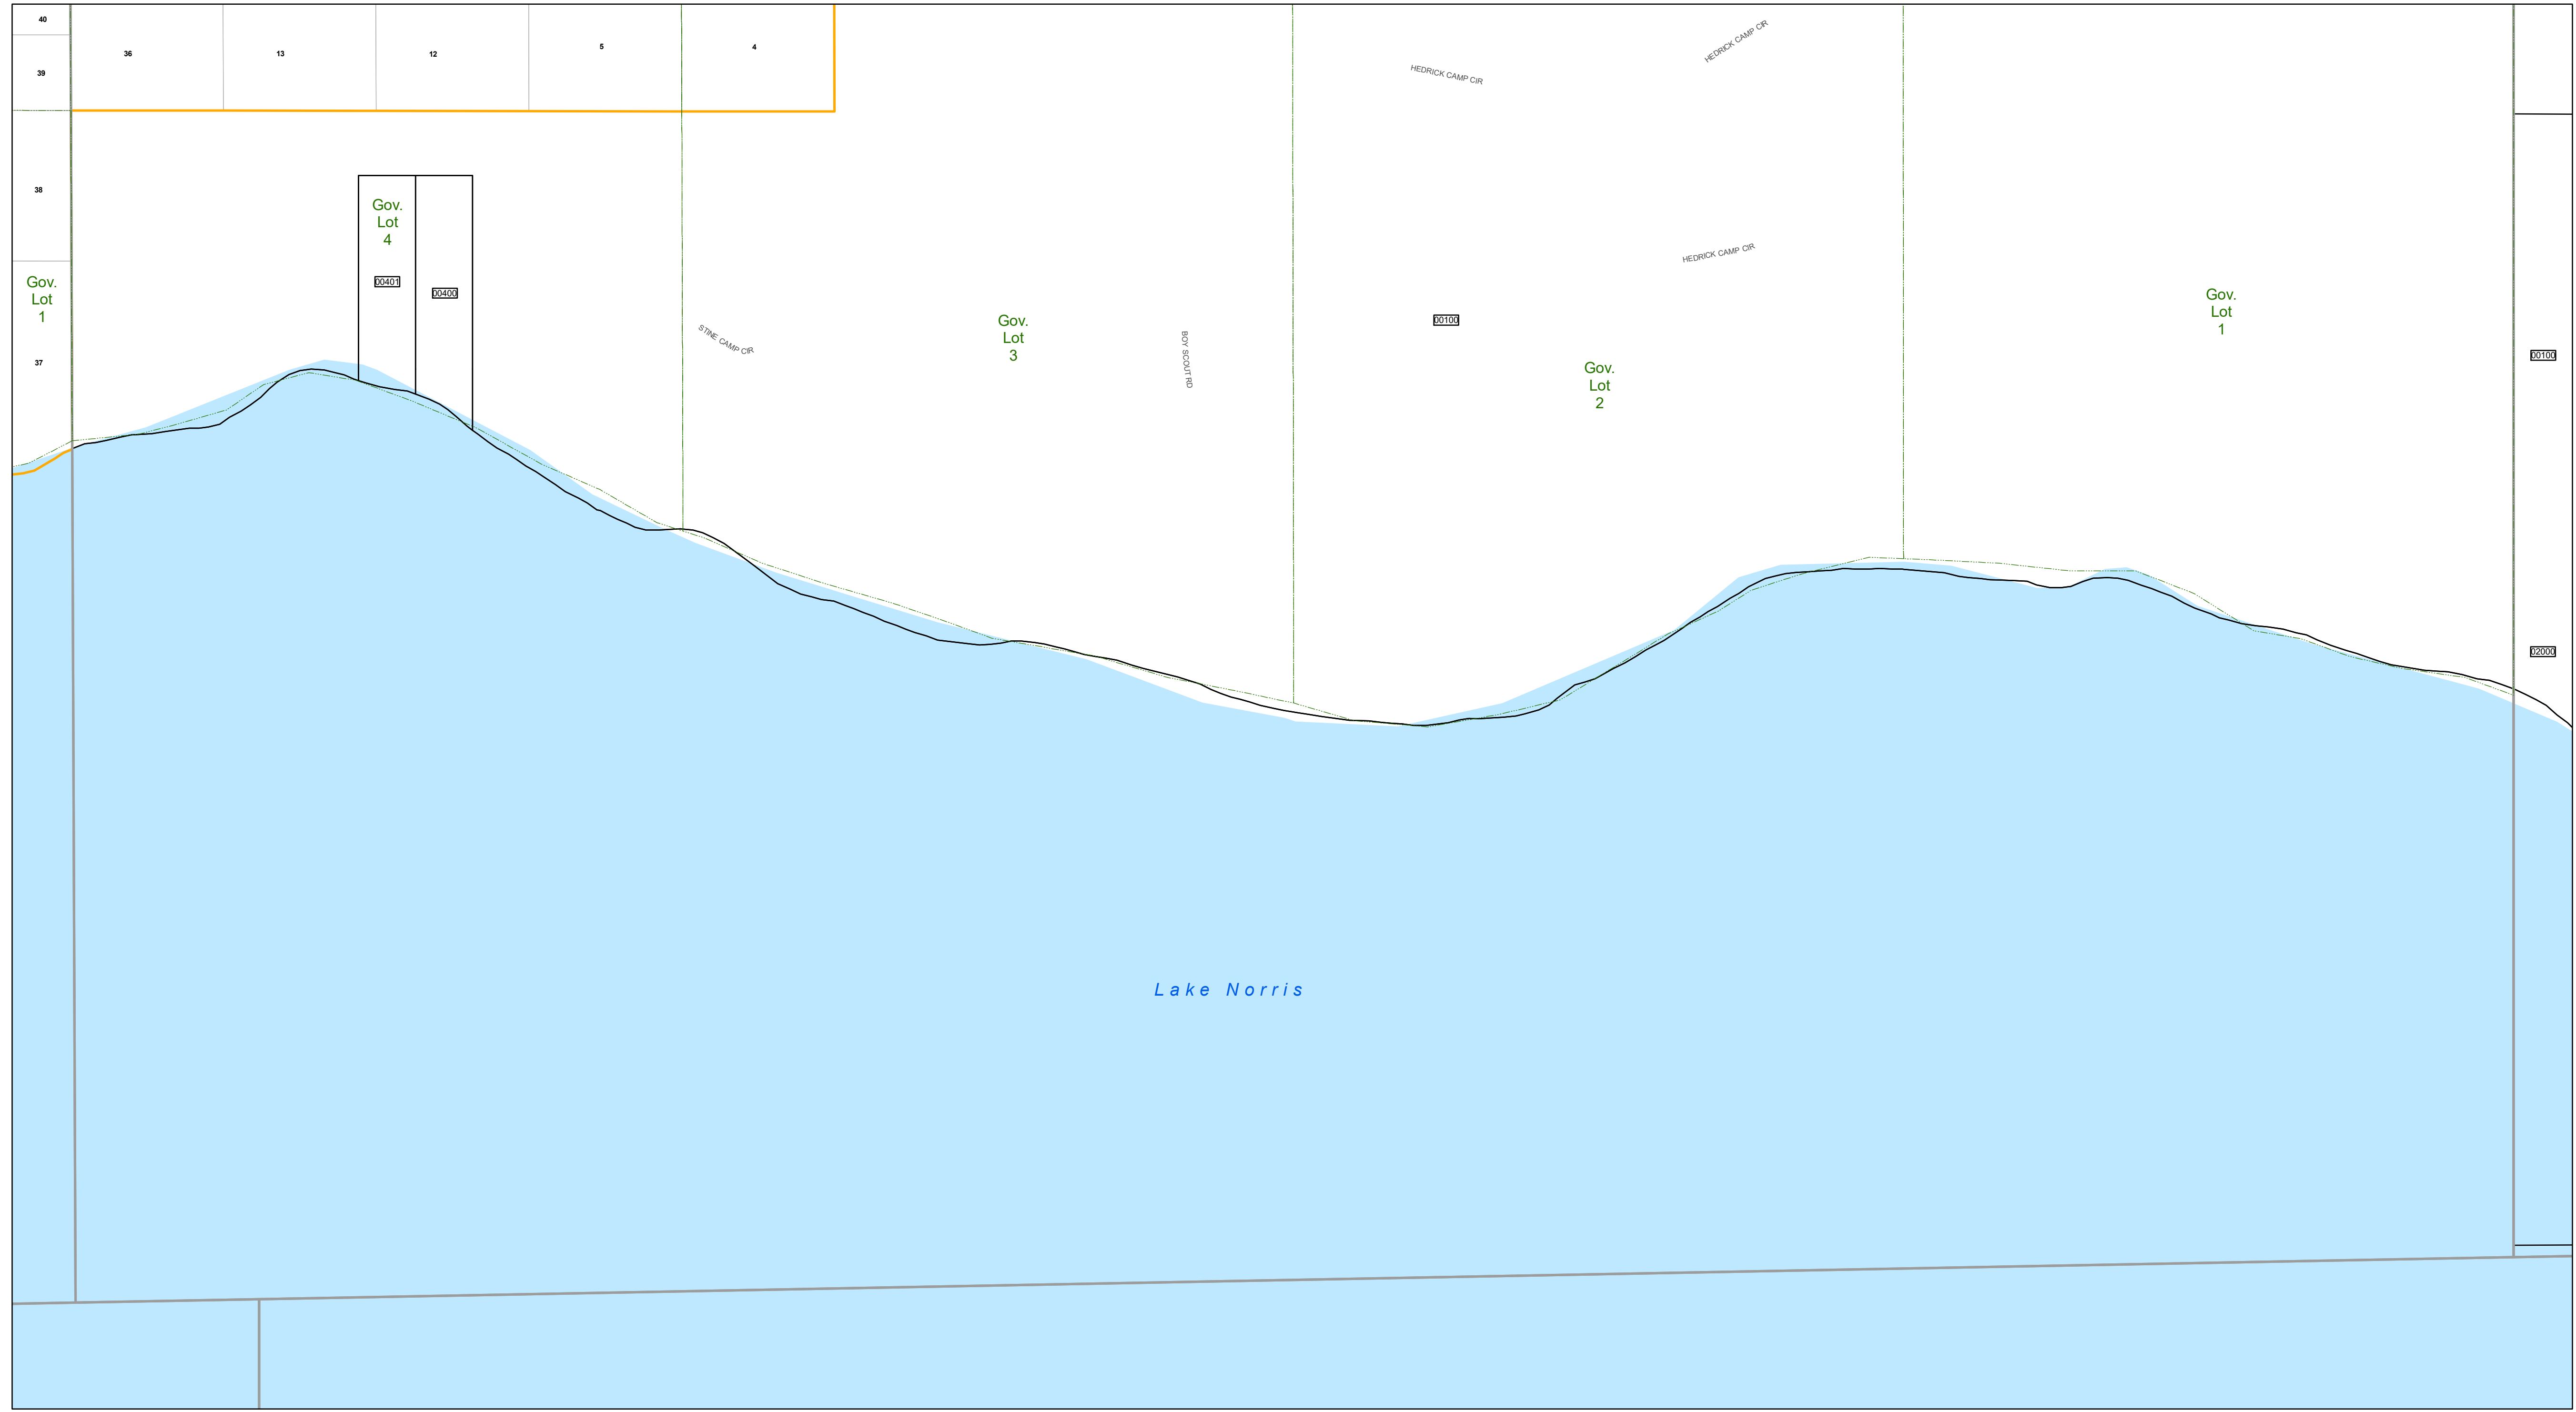 40
36
13
12
5
4
39
HEDRICK CAMP CIR
HEDRICK CAMP CIR
38
Gov.
Lot
4
00401
00400
Gov.
Lot
1
37
STINE CAMP CIR
Gov.
Lot
3
BOY SCOUT RD
HEDRICK CAMP CIR
00100
Gov.
Lot
2
Gov.
Lot
1
00100
02000
Lake Norris